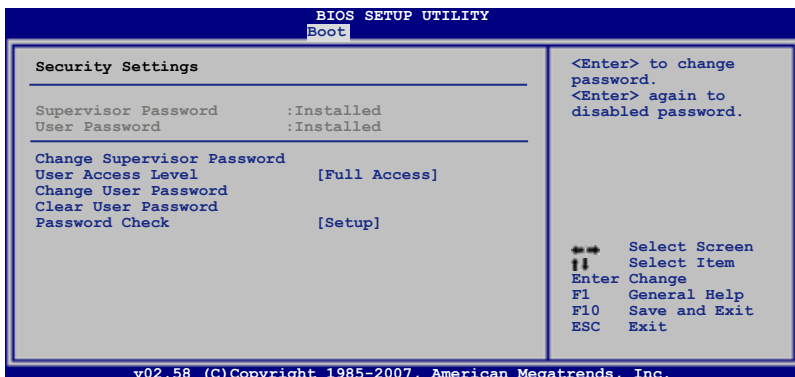 BIOS SETUP UTILITY
Boot
Security Settings
Supervisor Password :Installed
User Password :Installed
Change Supervisor Password
User Access Level [Full Access]
Change User Password
Clear User Password
Password Check [Setup]
<Enter> to change
password.
<Enter> again to
disabled password.
←→ Select Screen
↑↓ Select Item
Enter Change
F1 General Help
F10 Save and Exit
ESC Exit
v02.58 (C)Copyright 1985-2007, American Megatrends, Inc.